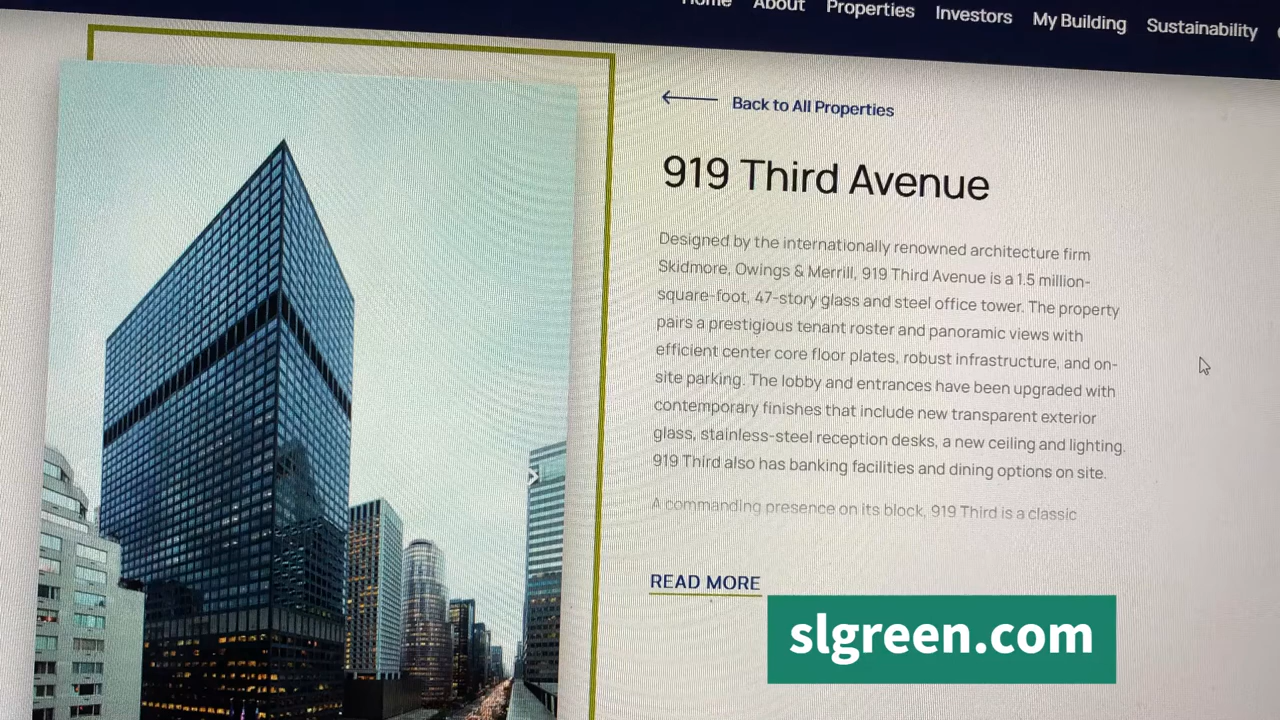 Home About Properties Investors My Building Sustainability
Back to All Properties
919 Third Avenue
Designed by the internationally renowned architecture firm
Skidmore, Owings & Merrill, 919 Third Avenue is a 1.5 million-
square-foot, 47-story glass and steel office tower. The property
pairs a prestigious tenant roster and panoramic views with
efficient center core floor plates, robust infrastructure, and on-
site parking. The lobby and entrances have been upgraded with
contemporary finishes that include new transparent exterior
glass, stainless-steel reception desks, a new ceiling and lighting.
919 Third also has banking facilities and dining options on site.
A commanding presence on its block, 919 Third is a classic
READ MORE
slgreen.com